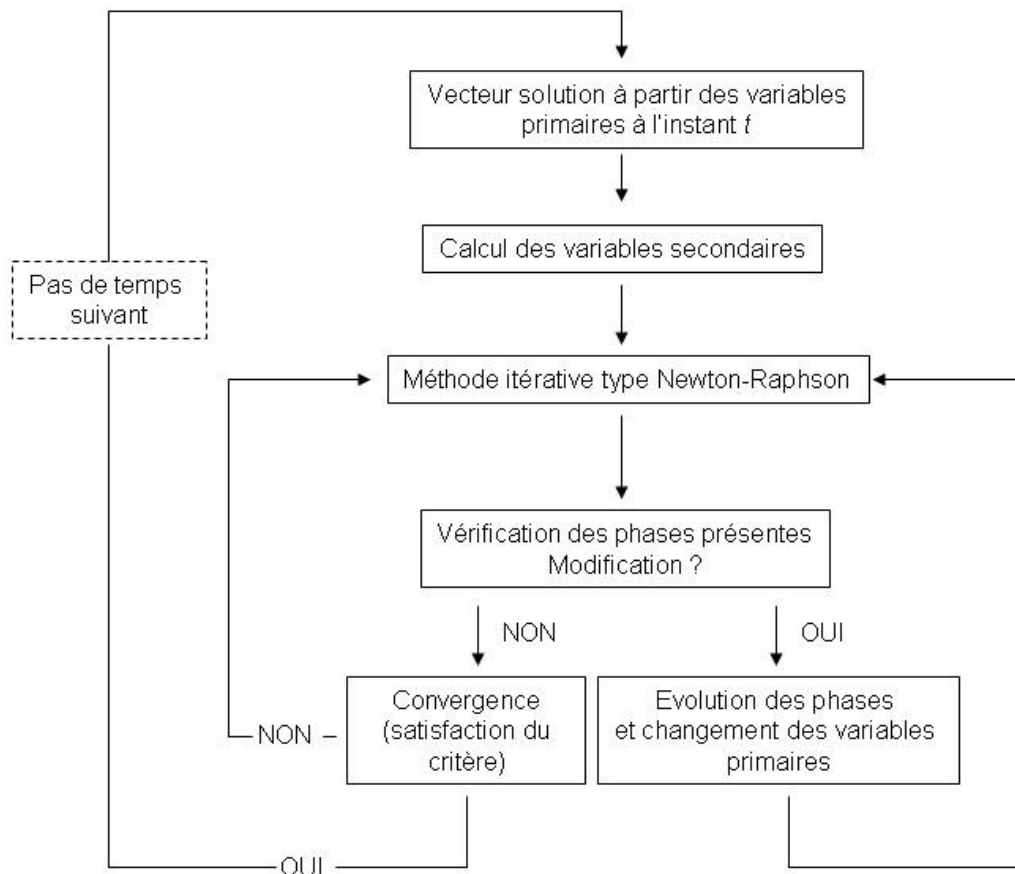 Vecteur solution à partir des variables
primaires à l'instant t
Calcul des variables secondaires
Pas de temps
suivant
Méthode itérative type Newton-Raphson
Vérification des phases présentes
Modification ?
NON
OUI
Convergence
(satisfaction du
critère)
Evolution des phases
et changement des variables
primaires
NON
OUI